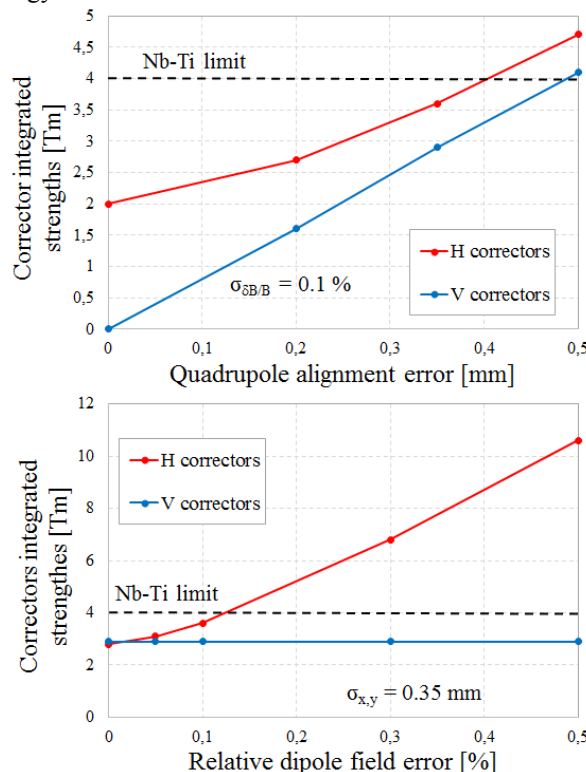 gy
Corrector integrated
strengths [Tm]
5
4,5
4
3,5
3
2,5
2
1,5
1
0,5
0
Nb-Ti limit
σδB/B = 0.1 %
H correctors
V correctors
0
0,1
0,2
0,3
0,4
0,5
Quadrupole alignment error [mm]
Correctors integrated
strengthes [Tm]
12
10
8
6
4
2
0
H correctors
V correctors
Nb-Ti limit
σx,y = 0.35 mm
0
0,1
0,2
0,3
0,4
0,5
Relative dipole field error [%]